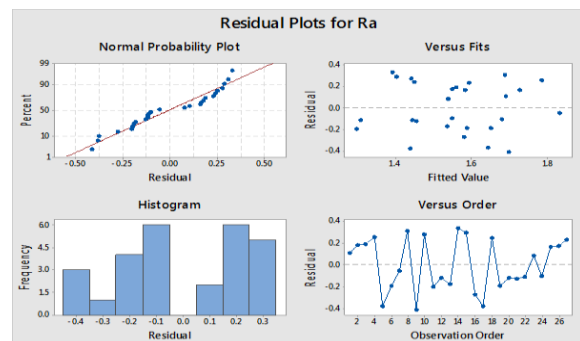 Residual Plots for Ra
Normal Probability Plot
Versus Fits
99
90
50
10
1
Percent
-0.50
-0.25
0.00
0.25
0.50
Residual
0.4
0.2
0.0
-0.2
-0.4
Residual
1.4
1.6
1.8
Fitted Value
Histogram
Versus Order
6.0
4.5
3.0
1.5
0.0
Frequency
-0.4
-0.3
-0.2
-0.1
0.0
0.1
0.2
0.3
Residual
0.4
0.2
0.0
-0.2
-0.4
Residual
2 4 6 8 10 12 14 16 18 20 22 24 26
Observation Order